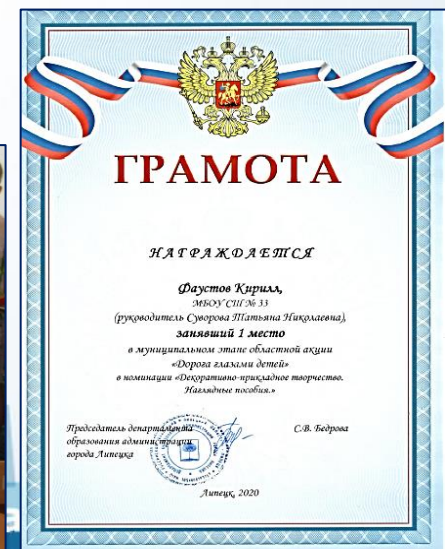 ГРАМОТА
НАГРАЖДАЕТСЯ
Фаустов Кирилл,
МБОУ СШ № 33
(руководитель Суворова Татьяна Николаевна),
занявший 1 место
в муниципальном этапе областной акции
«Дорога глазами детей»
в номинации «Декоративно-прикладное творчество.
Наглядные пособия.»
Председатель департамента
образования администрации
города Липецка
С.В. Бедрова
Липецк, 2020